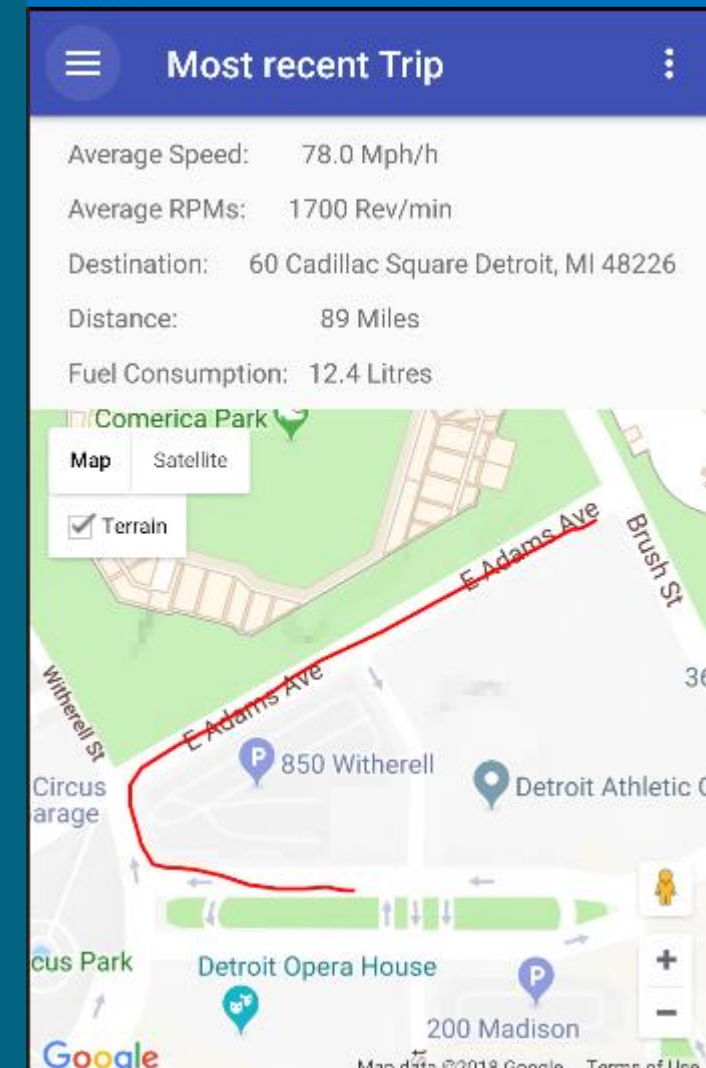 Most recent Trip
Average Speed: 78.0 Mph/h
Average RPMs: 1700 Rev/min
Destination: 60 Cadillac Square Detroit, MI 48226
Distance: 89 Miles
Fuel Consumption: 12.4 Litres
Comerica Park
Map Satellite
Terrain
E Adams Ave
Brush St
Witherell St
E Adams Ave
36
P 850 Witherell
Circus
arage
Detroit Athletic C
cus Park
Detroit Opera House
P
200 Madison
Google
Map data ©2018 Google Terms of Use